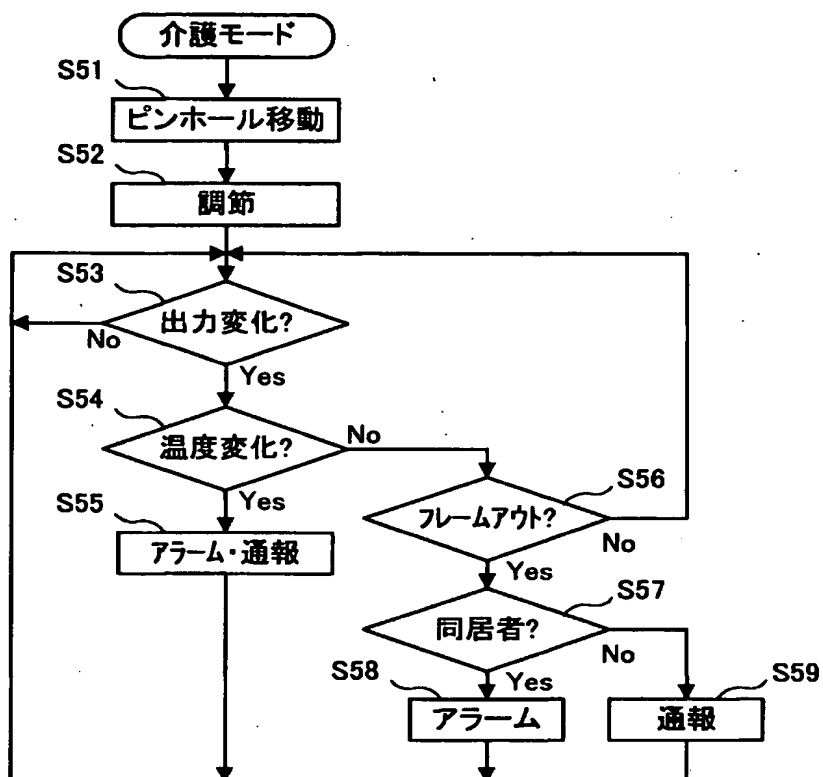 介護モード
S51
ピンホール移動
S52
調節
S53
出力変化?
No
Yes
S54
温度変化?
No
Yes
S55
アラーム・通報
S56
フレームアウト?
No
Yes
S57
同居者?
No
Yes
S58
アラーム
S59
通報